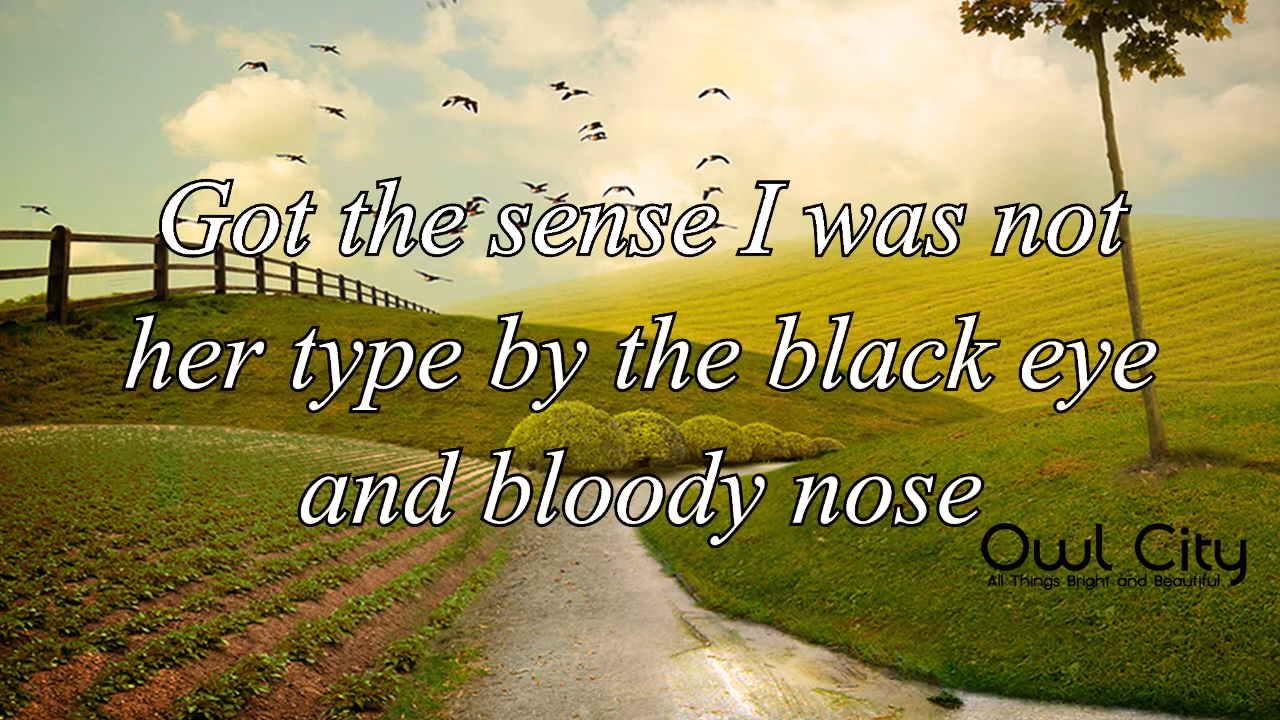 Got the sense I was not
her type by the black eye
and bloody nose
Owl City
All Things Bright and Beautiful